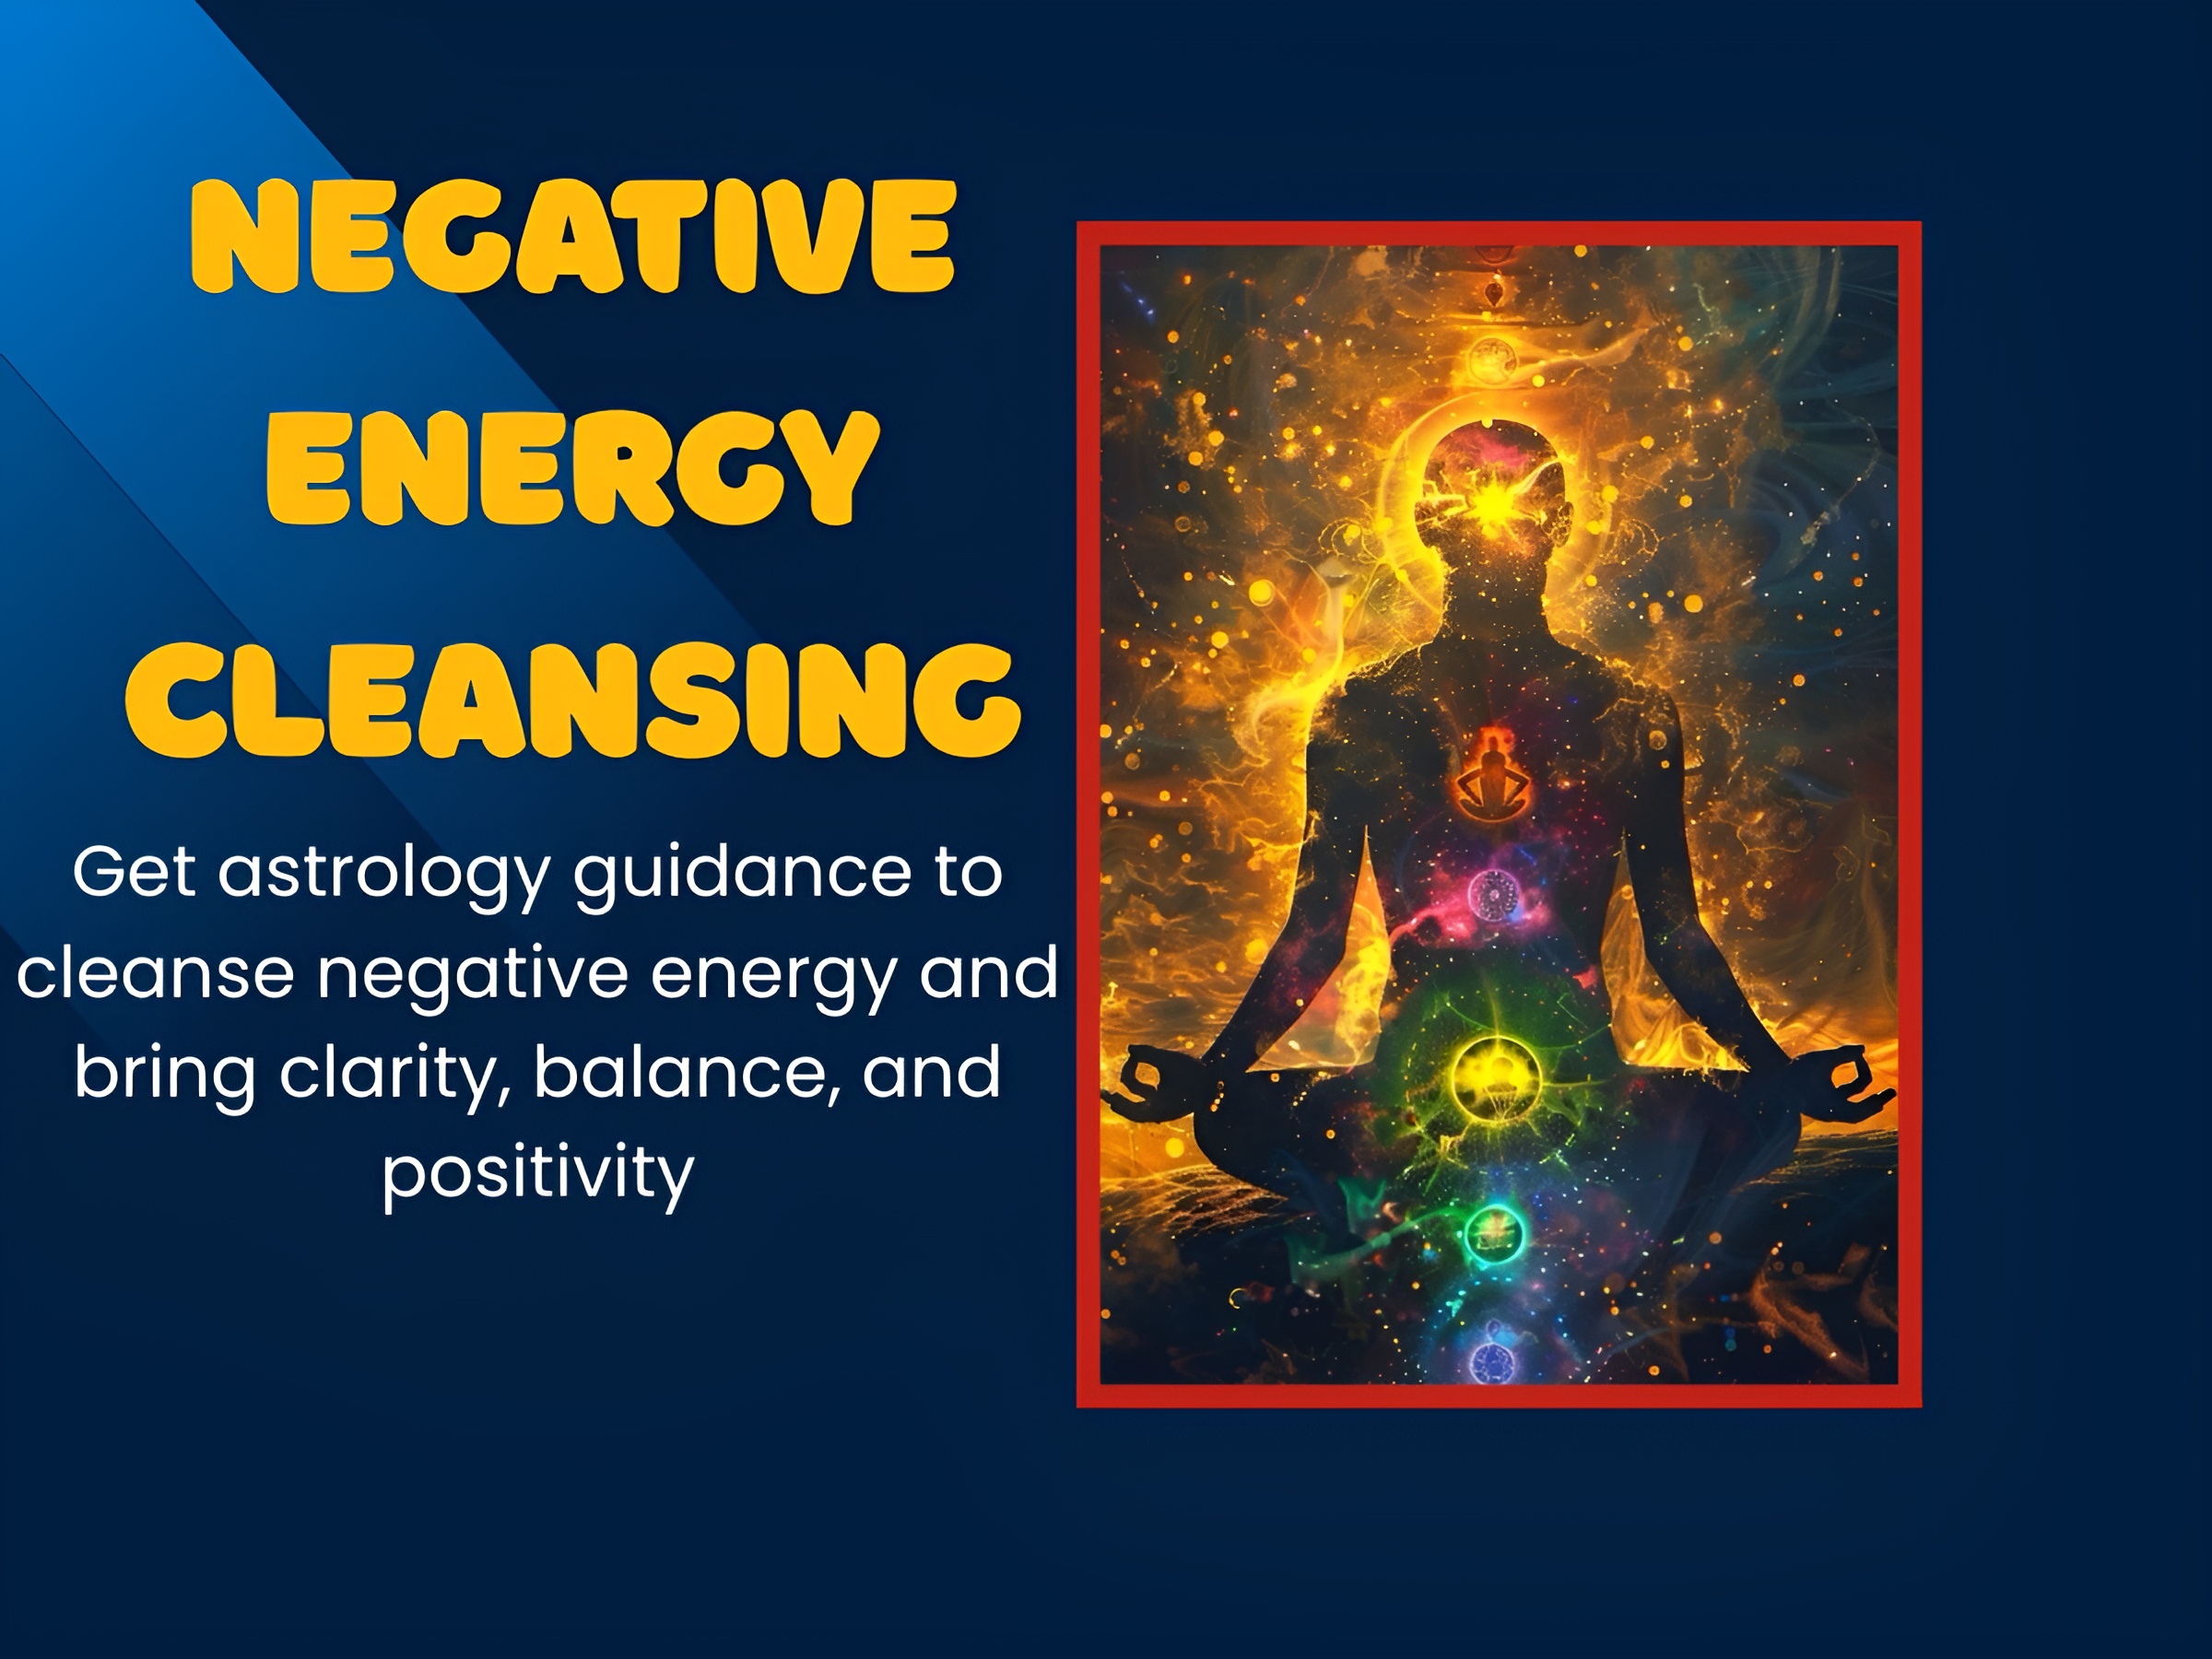 NEGATIVE
ENERGY
CLEANSING
Get astrology guidance to
cleanse negative energy and
bring clarity, balance, and
positivity